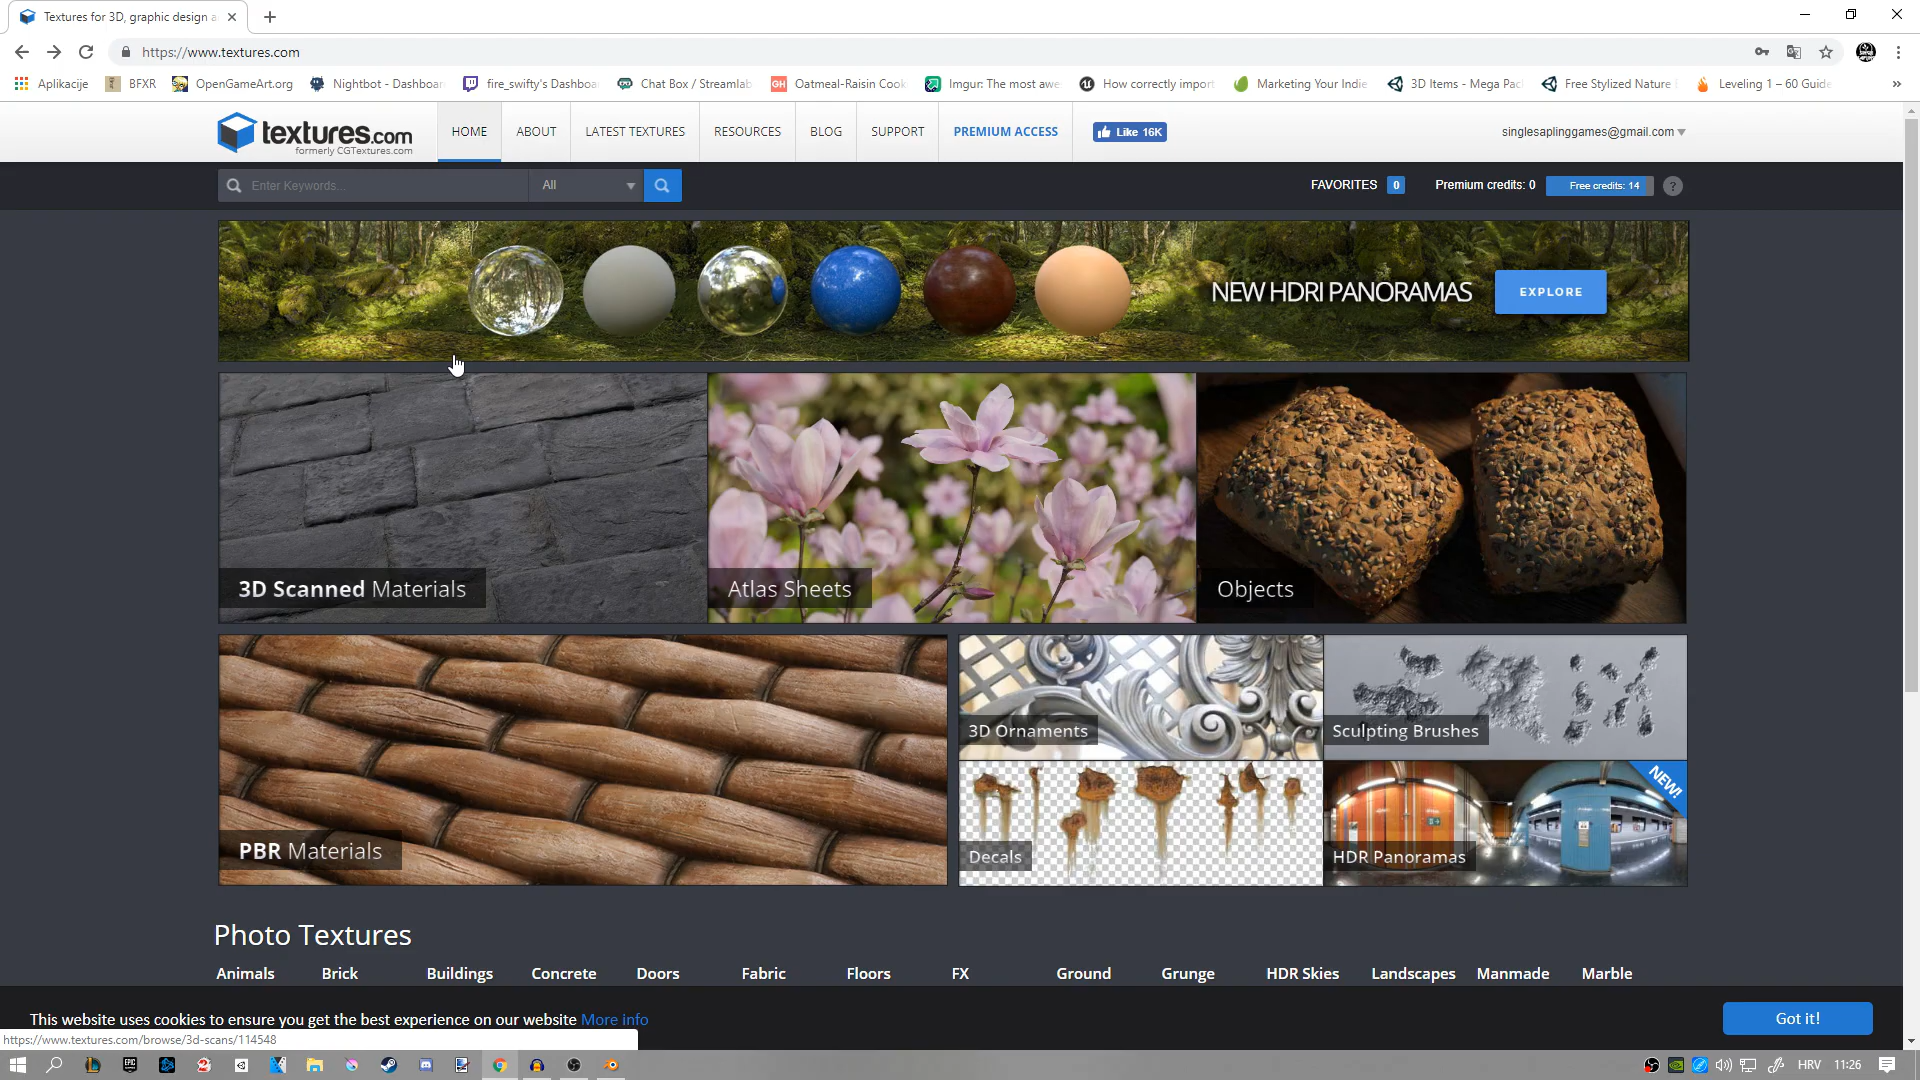 Textures for 3D, graphic design a
https://www.textures.com
Aplikacije
BFXR
OpenGameArt.org
Nightbot - Dashboar
fire_swifty's Dashboa
Chat Box / Streamlab
GH
Oatmeal-Raisin Cook
Imgur: The most awe
How correctly import
Marketing Your Indie
3D Items - Mega Pac
Free Stylized Nature
Leveling 1 – 60 Guide
textures.com
formerly CGTextures.com
HOME
ABOUT
LATEST TEXTURES
RESOURCES
BLOG
SUPPORT
PREMIUM ACCESS
Like 16K
singlesaplinggames@gmail.com
Enter Keywords...
All
FAVORITES 0
Premium credits: 0
Free credits: 14
?
NEW HDRI PANORAMAS
EXPLORE
3D Scanned Materials
Atlas Sheets
Objects
PBR Materials
3D Ornaments
Sculpting Brushes
Decals
HDR Panoramas
NEW!
Photo Textures
Animals
Brick
Buildings
Concrete
Doors
Fabric
Floors
FX
Ground
Grunge
HDR Skies
Landscapes
Manmade
Marble
This website uses cookies to ensure you get the best experience on our website More info
Got it!
https://www.textures.com/browse/3d-scans/114548
EPIC
HRV
11:26